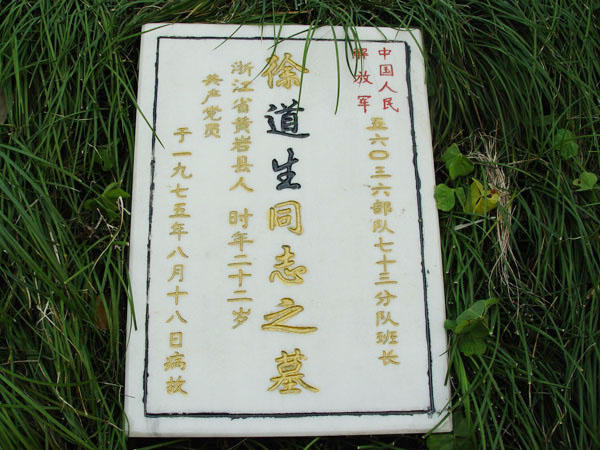 中国人民
解放军
五六〇三六部队七十三分队班长
徐道生同志之墓
浙江省黄岩县人 时年二十二岁
共产党员
于一九七五年八月十八日病故